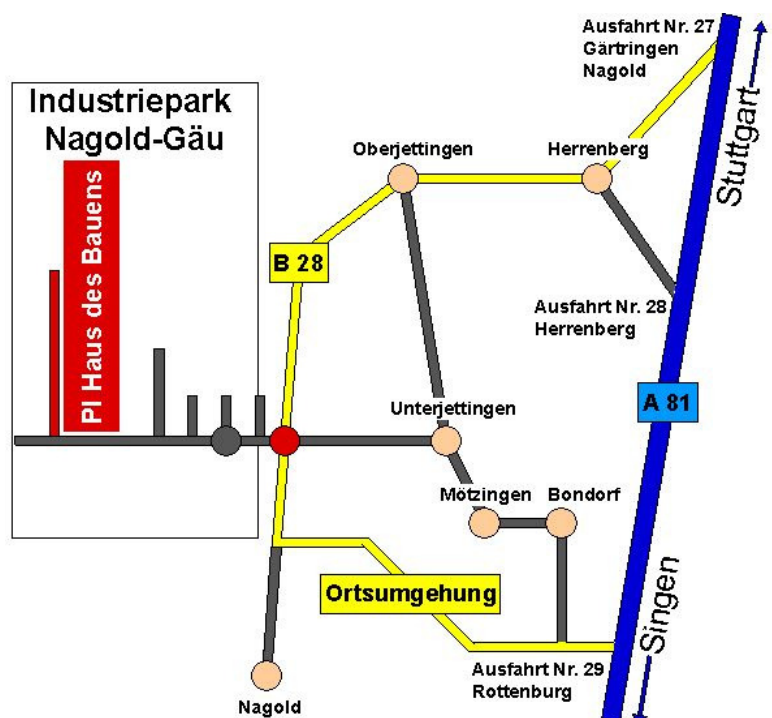 Ausfahrt Nr. 27
Gärtringen
Nagold
Stuttgart
Industriepark
Nagold-Gäu
PI Haus des Bauens
Oberjettingen
Herrenberg
B 28
Ausfahrt Nr. 28
Herrenberg
A 81
Unterjettingen
Mötzingen
Bondorf
Ortsumgehung
Singen
Ausfahrt Nr. 29
Rottenburg
Nagold